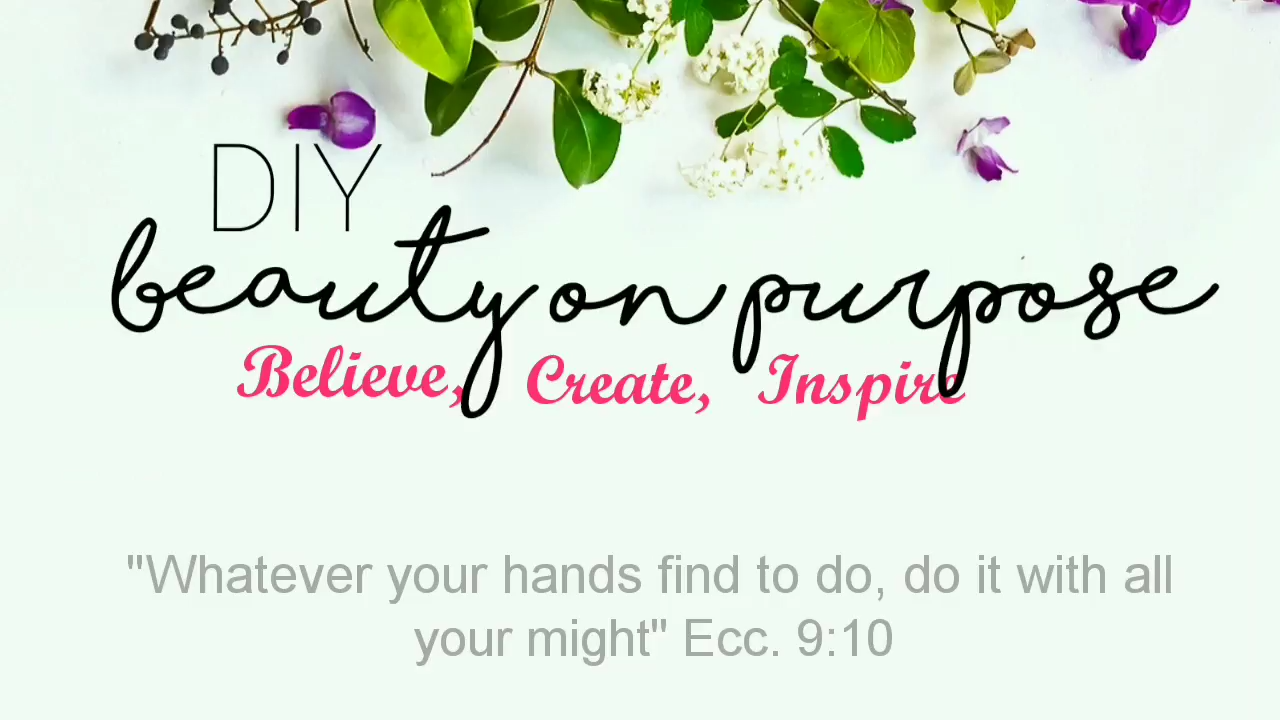 DIY
beauty on purpose
Believe, Create, Inspire
"Whatever your hands find to do, do it with all
your might" Ecc. 9:10